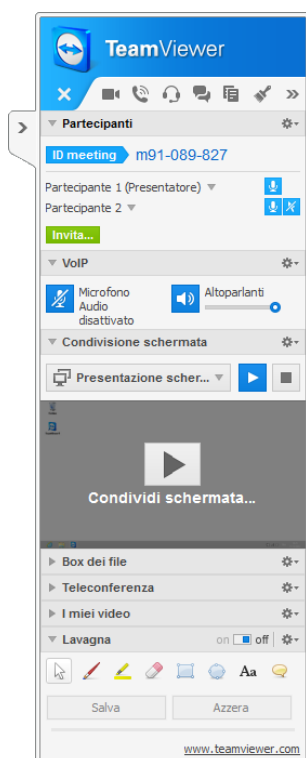 TeamViewer
Partecipanti
ID meeting m91-089-827
Partecipante 1 (Presentatore)
Partecipante 2
Invita...
VoIP
Microfono
Audio
disattivato
Altoparlanti
Condivisione schermata
Presentazione scher...
Condividi schermata...
Box dei file
Teleconferenza
I miei video
Lavagna on off
Aa
Salva Azzera
www.teamviewer.com